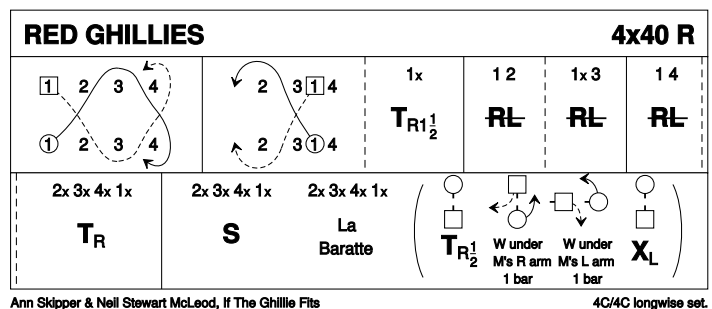 RED GHILLIES 4x40 R
1 2 3 4 2 3 1 4 1x 1 2 1x 3 1 4
TR1½ RL RL RL
1 2 3 4 2 3 1 4
2x 3x 4x 1x 2x 3x 4x 1x 2x 3x 4x 1x
TR S La Baratte TR½ W under M's R arm 1 bar W under M's L arm 1 bar XL
Ann Skipper & Neil Stewart McLeod, If The Ghillie Fits 4C/4C longwise set.